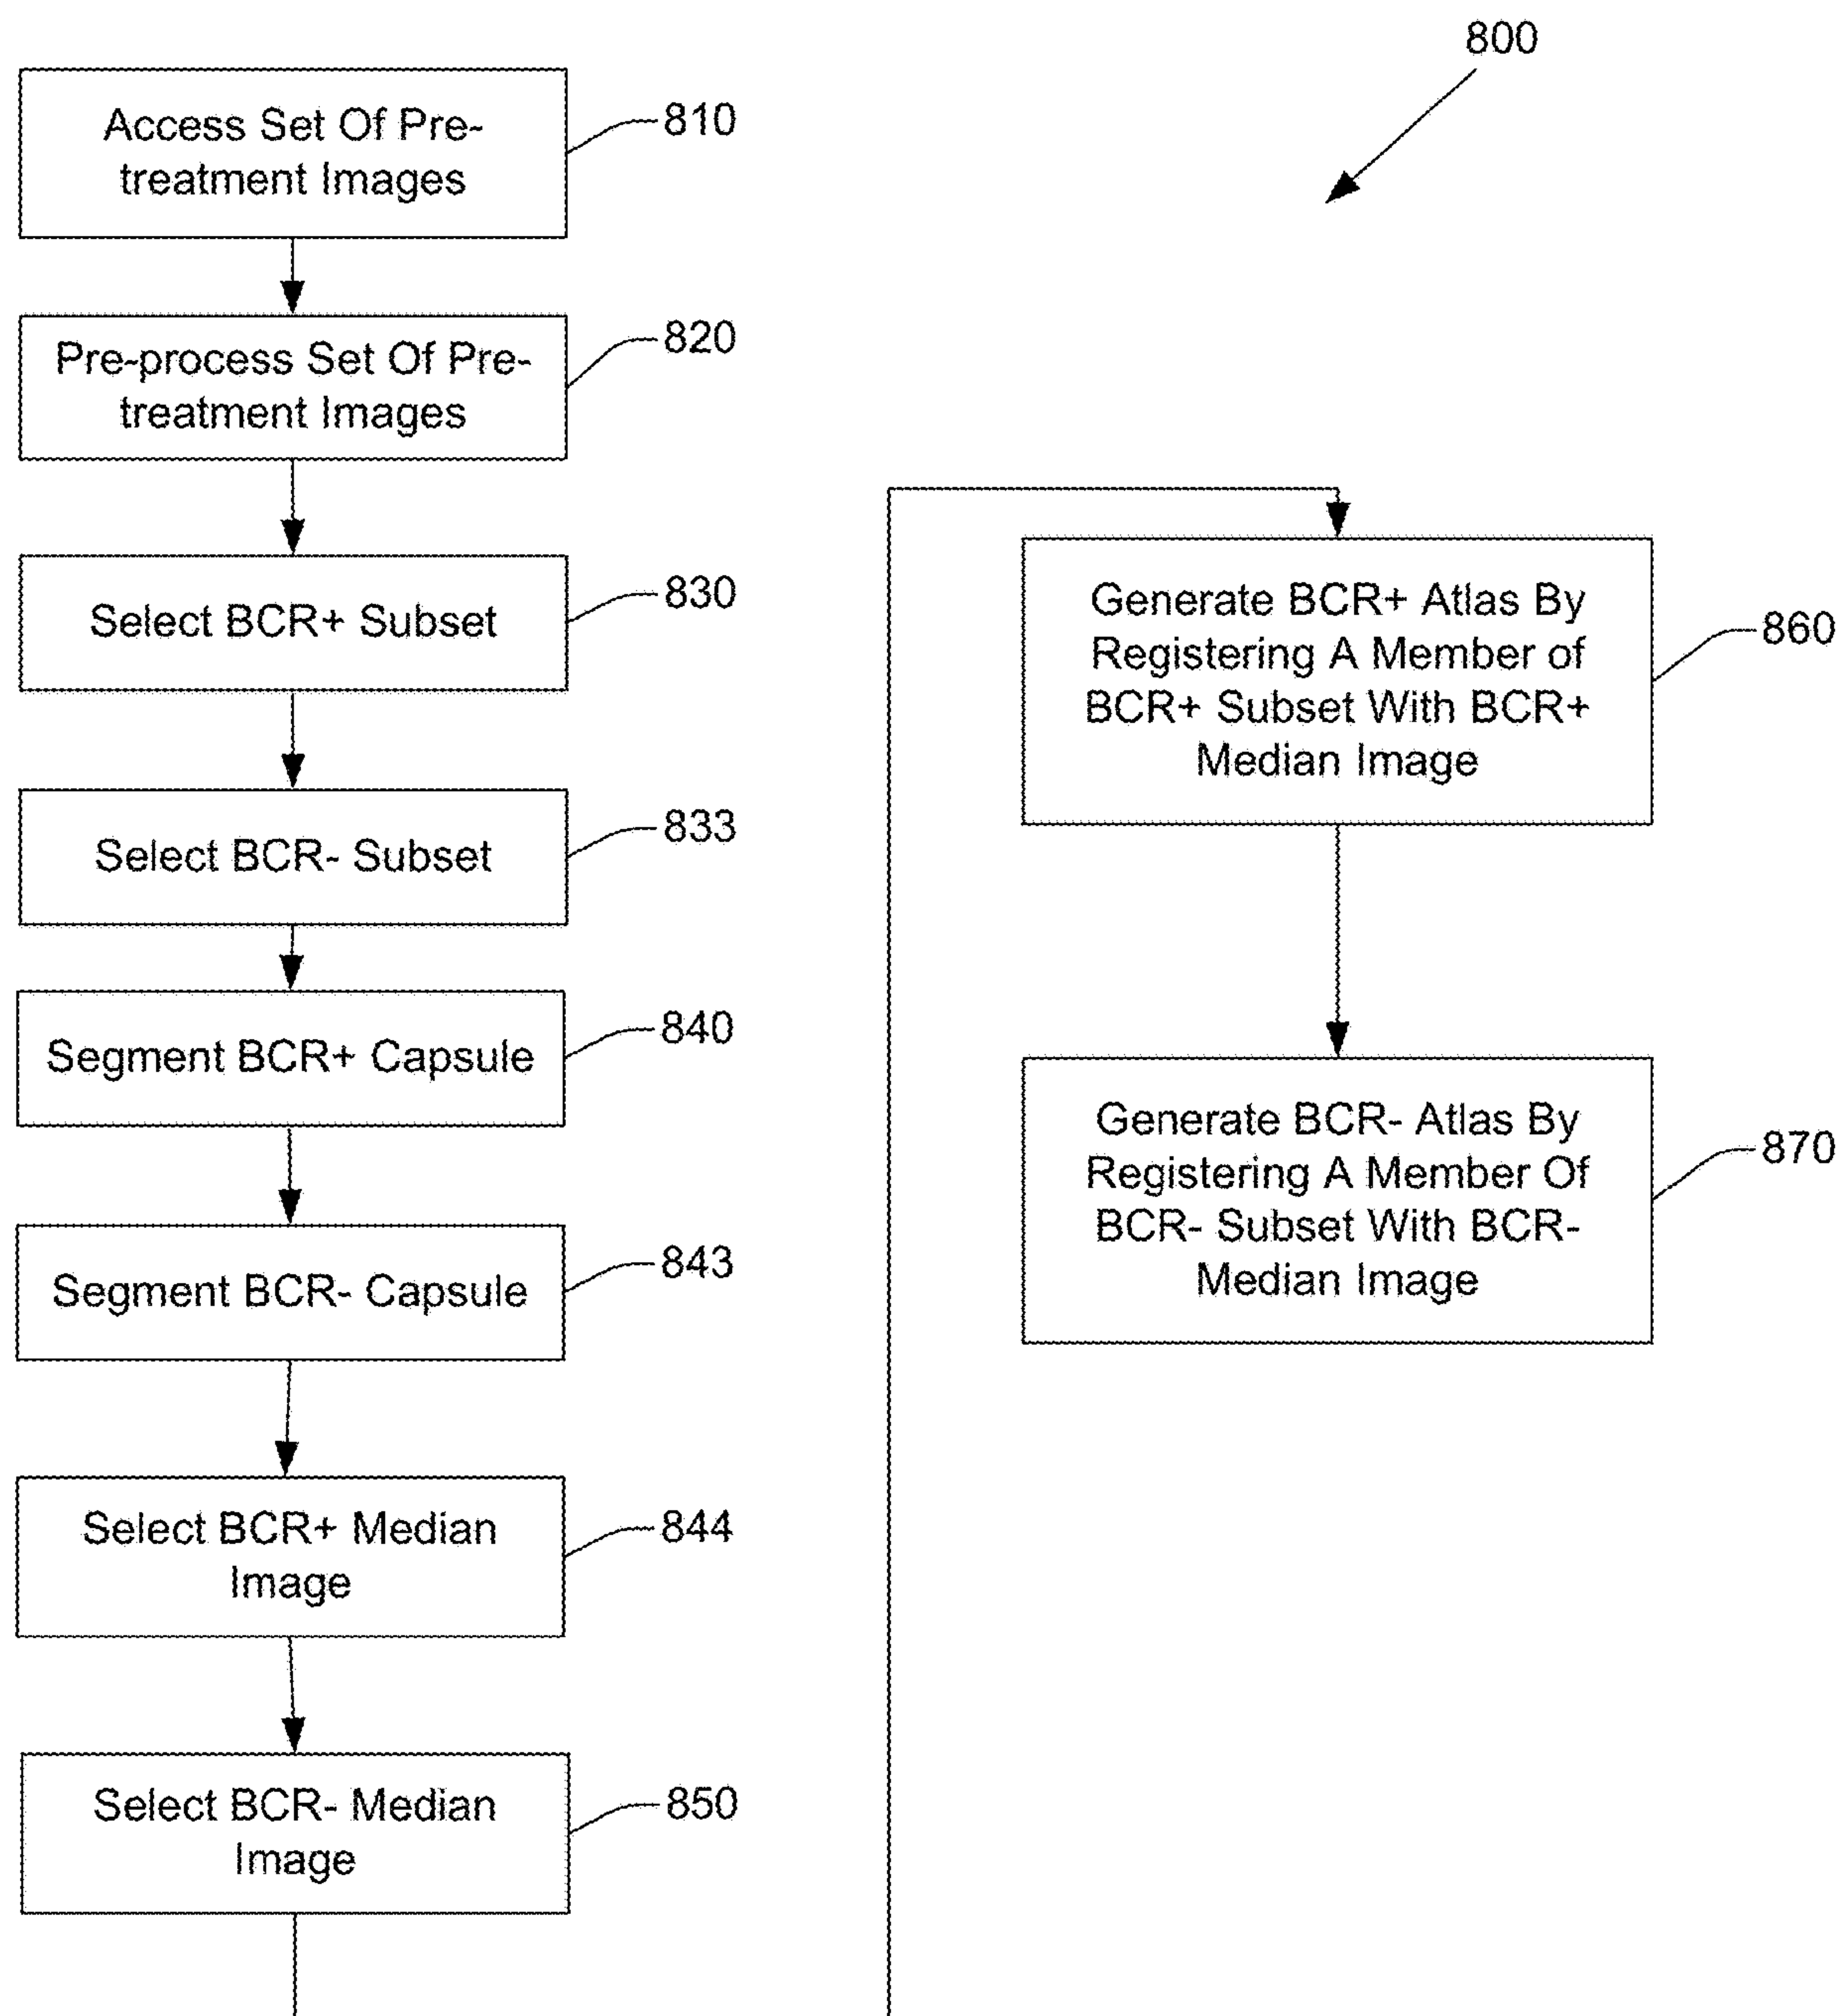 800
Access Set Of Pre-
treatment Images
810
Pre-process Set Of Pre-
treatment Images
820
Select BCR+ Subset
830
Select BCR- Subset
833
Segment BCR+ Capsule
840
Segment BCR- Capsule
843
Select BCR+ Median
Image
844
Select BCR- Median
Image
850
Generate BCR+ Atlas By
Registering A Member of
BCR+ Subset With BCR+
Median Image
860
Generate BCR- Atlas By
Registering A Member Of
BCR- Subset With BCR-
Median Image
870